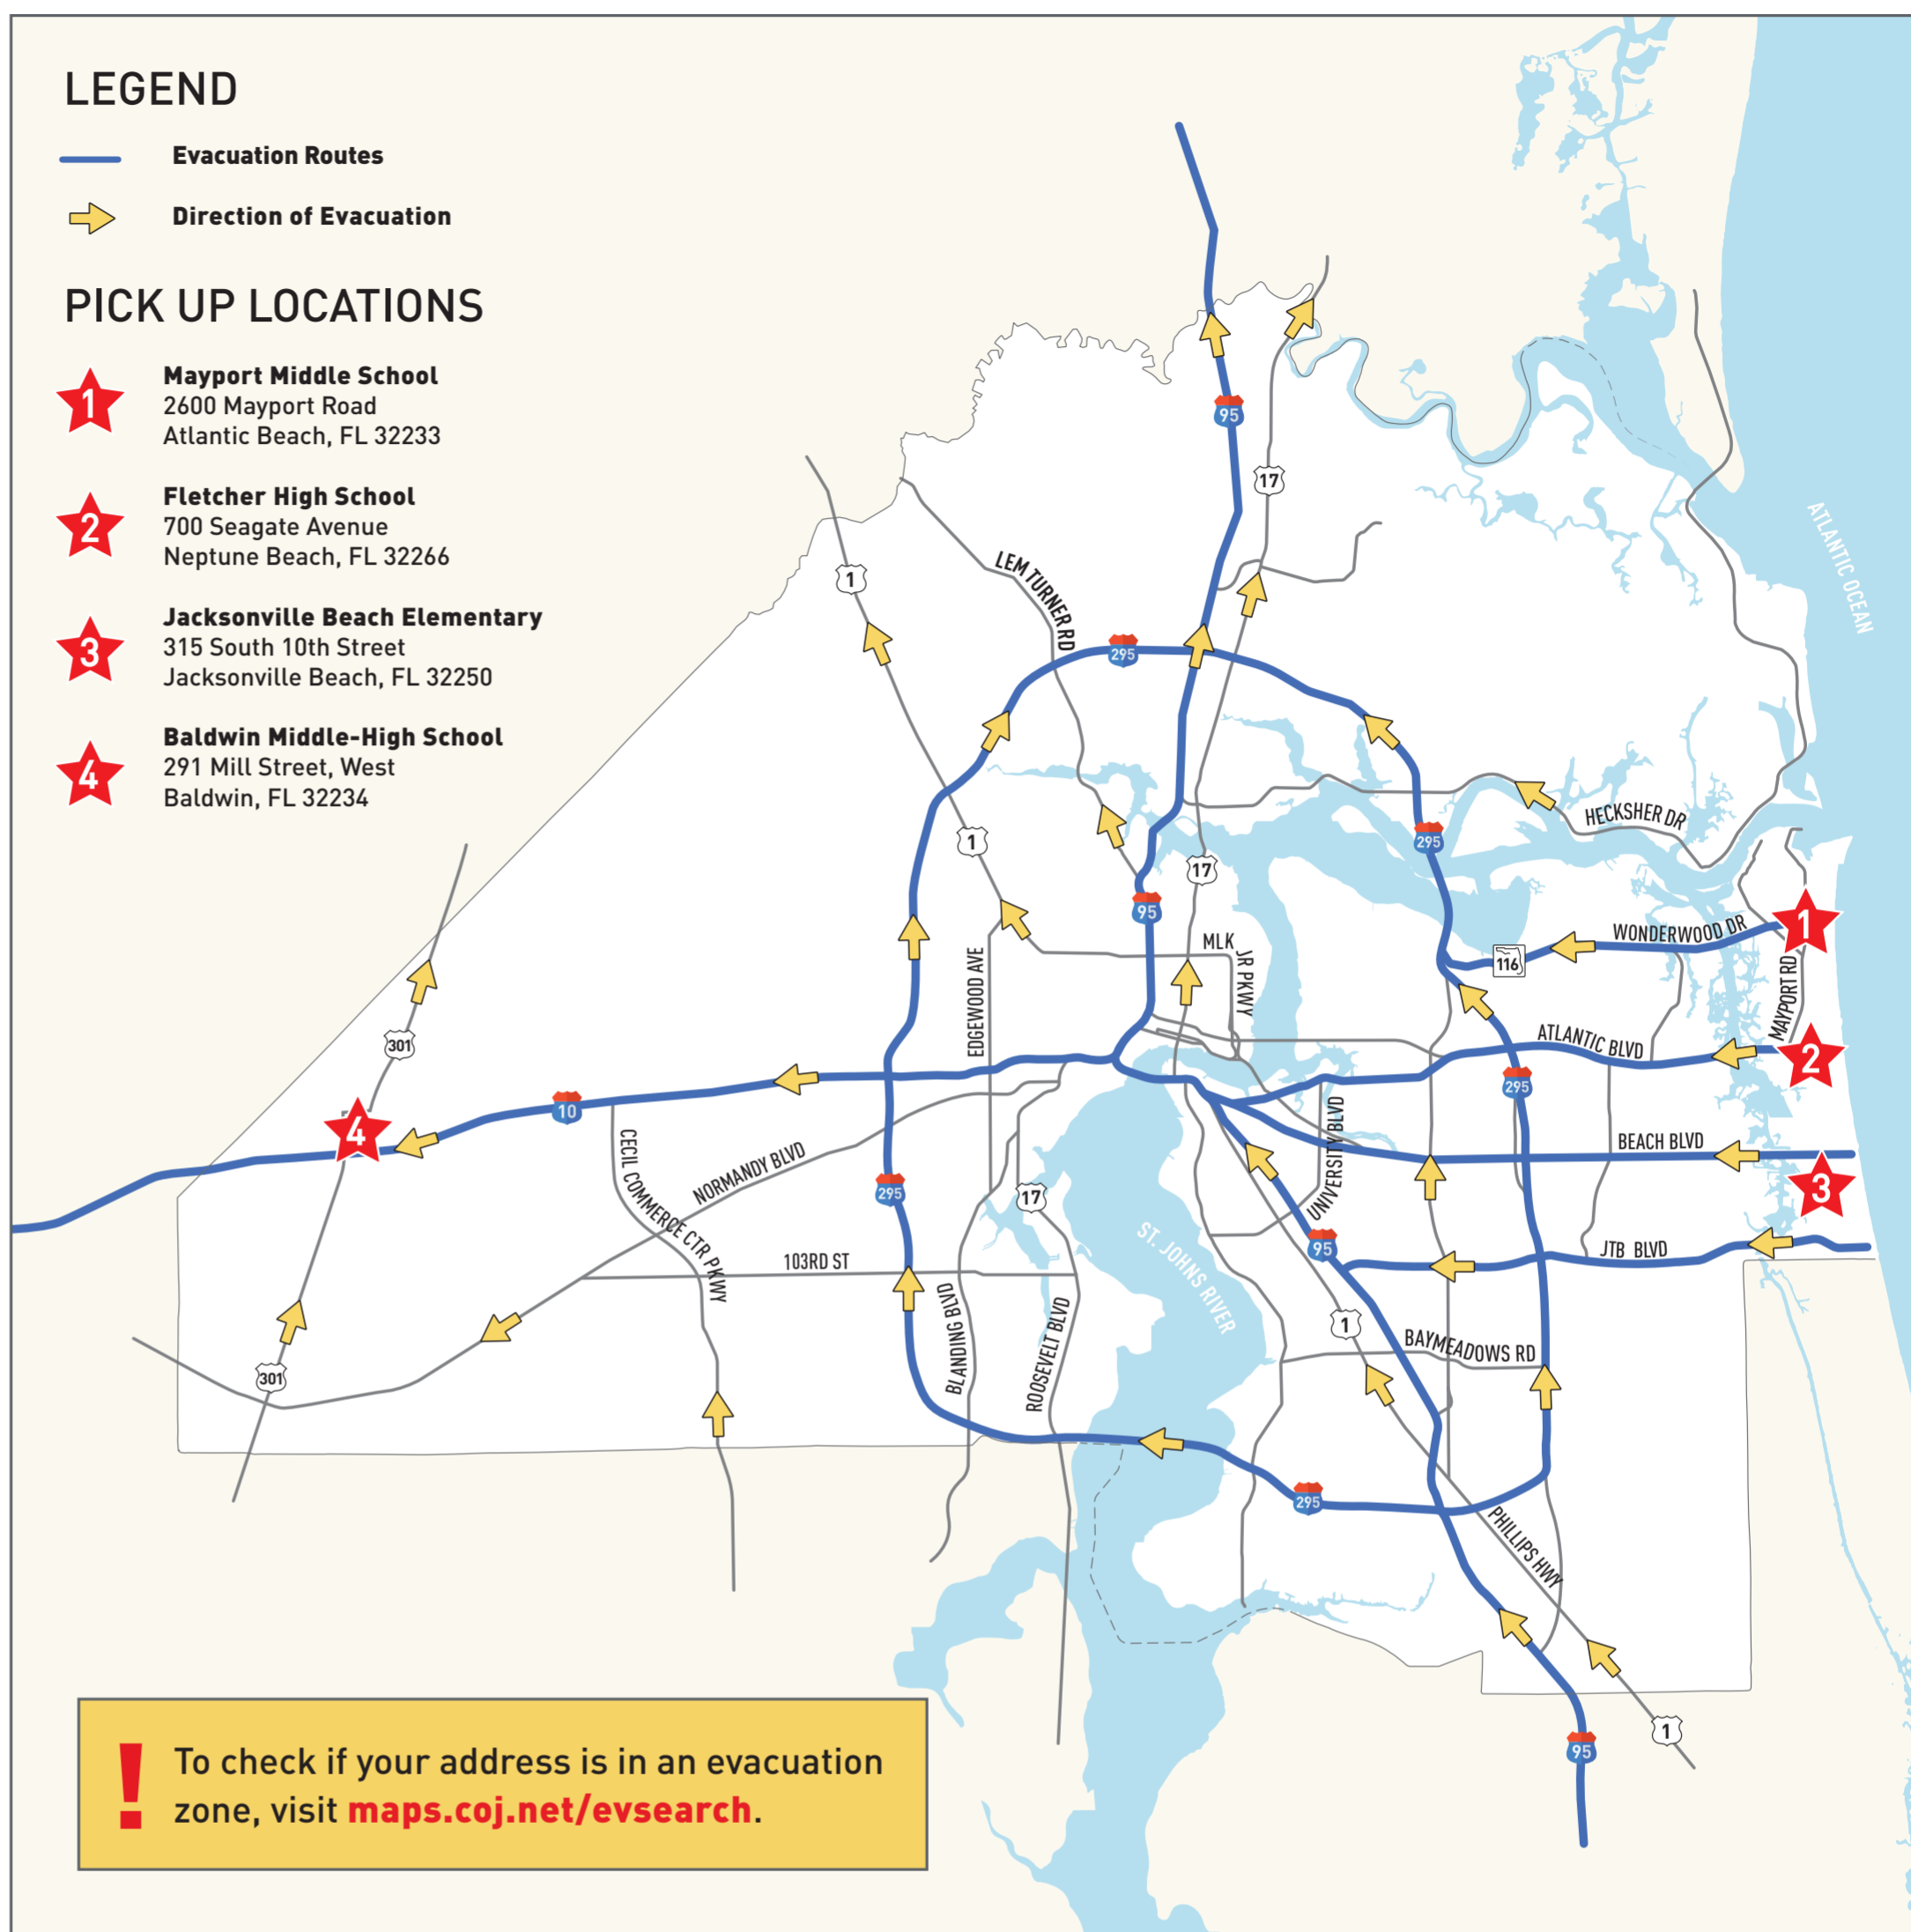 LEGEND
Evacuation Routes
Direction of Evacuation
PICK UP LOCATIONS
1
Mayport Middle School
2600 Mayport Road
Atlantic Beach, FL 32233
2
Fletcher High School
700 Seagate Avenue
Neptune Beach, FL 32266
3
Jacksonville Beach Elementary
315 South 10th Street
Jacksonville Beach, FL 32250
4
Baldwin Middle-High School
291 Mill Street, West
Baldwin, FL 32234
95
17
ATLANTIC OCEAN
1
LEM TURNER RD
295
HECKSHER DR
295
1
17
95
1
WONDERWOOD DR
MLK
JR PKWY
116
EDGEWOOD AVE
MAYPORT RD
301
ATLANTIC BLVD
2
295
10
4
CECIL COMMERCE CTR PKWY
NORMANDY BLVD
UNIVERSITY BLVD
BEACH BLVD
295
17
3
ST. JOHNS RIVER
95
JTB BLVD
103RD ST
BLANDING BLVD
ROOSEVELT BLVD
1
BAYMEADOWS RD
301
295
PHILLIPS HWY
1
95
!
To check if your address is in an evacuation
zone, visit maps.coj.net/evsearch.